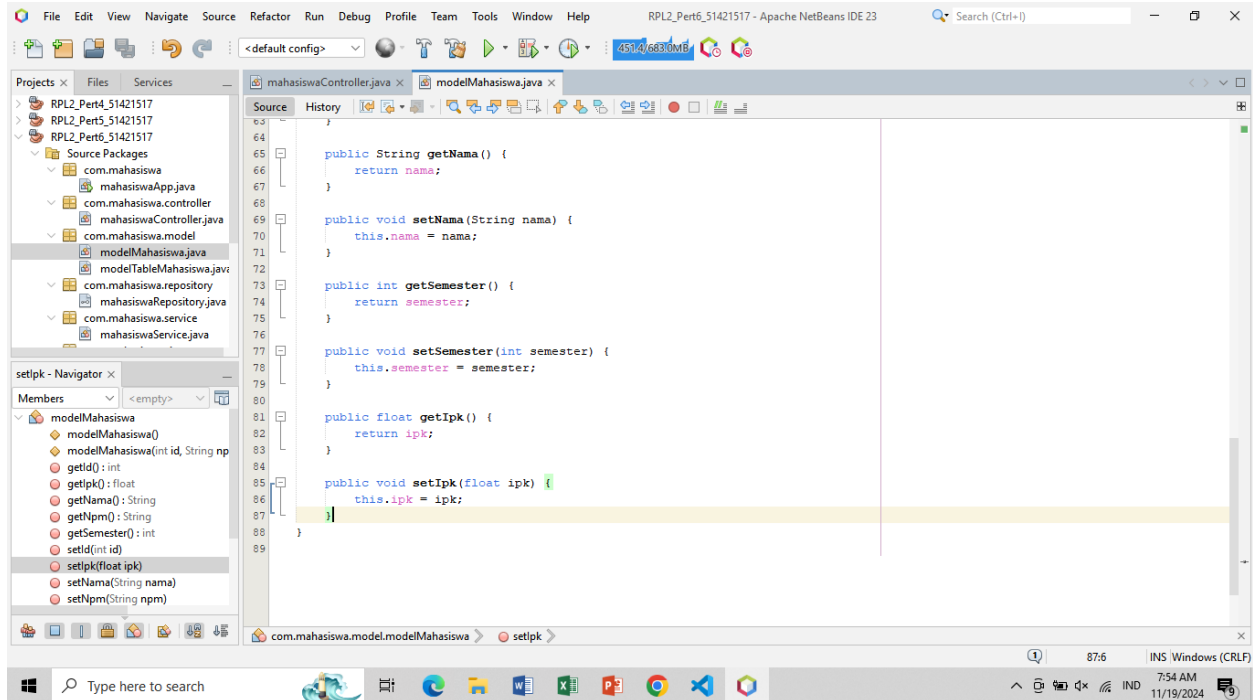 File Edit View Navigate Source Refactor Run Debug Profile Team Tools Window Help RPL2_Pert6_51421517 - Apache NetBeans IDE 23 Search (Ctrl+I)
<default config> 451.4/683.0MB
Projects Files Services
mahasiswaController.java modelMahasiswa.java
RPL2_Pert4_51421517
RPL2_Pert5_51421517
RPL2_Pert6_51421517
Source Packages
com.mahasiswa
mahasiswaApp.java
com.mahasiswa.controller
mahasiswaController.java
com.mahasiswa.model
modelMahasiswa.java
modelTableMahasiswa.java
com.mahasiswa.repository
mahasiswaRepository.java
com.mahasiswa.service
mahasiswaService.java
setIpk - Navigator
Members <empty>
modelMahasiswa
modelMahasiswa()
modelMahasiswa(int id, String np
getId() : int
getIpk() : float
getNama() : String
getNpm() : String
getSemester() : int
setId(int id)
setIpk(float ipk)
setNama(String nama)
setNpm(String npm)
Source History
63 }
64
65 public String getNama() {
66 return nama;
67 }
68
69 public void setNama(String nama) {
70 this.nama = nama;
71 }
72
73 public int getSemester() {
74 return semester;
75 }
76
77 public void setSemester(int semester) {
78 this.semester = semester;
79 }
80
81 public float getIpk() {
82 return ipk;
83 }
84
85 public void setIpk(float ipk) {
86 this.ipk = ipk;
87 }
88 }
89
com.mahasiswa.model.modelMahasiswa setIpk
1 87:6 INS Windows (CRLF)
Type here to search
IND 7:54 AM
11/19/2024 9